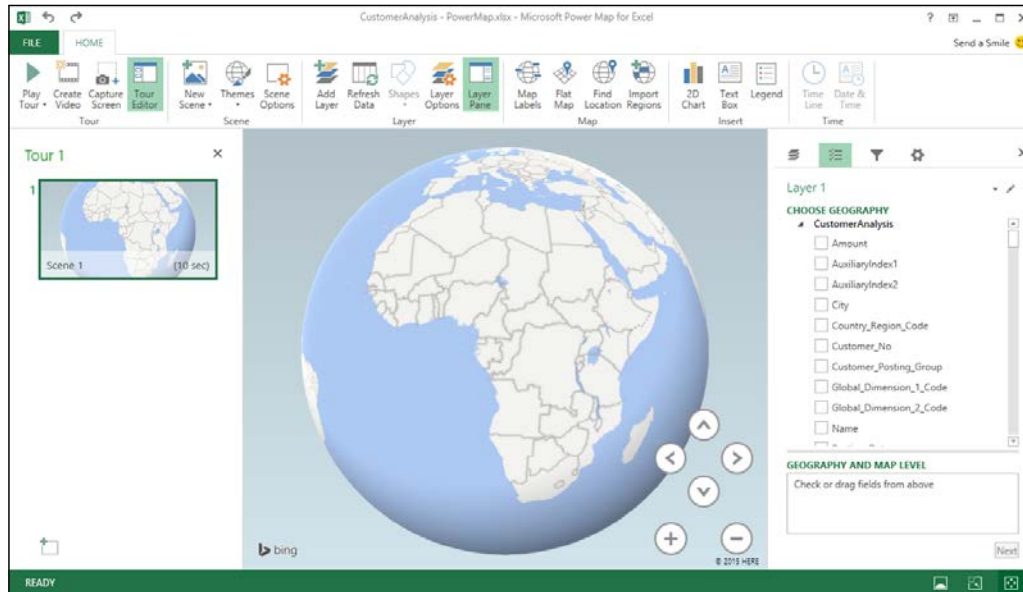 CustomerAnalysis - PowerMap.xlsx - Microsoft Power Map for Excel
?
FILE HOME Send a Smile
Play Tour Create Video Capture Screen Tour Editor New Scene Themes Scene Options Add Layer Refresh Data Shapes Layer Options Layer Pane Map Labels Flat Map Find Location Import Regions 2D Chart Text Box Legend Time Line Date & Time
Tour Scene Layer Map Insert Time
Tour 1
1
Scene 1 (10 sec)
bing
© 2015 HERE
Layer 1
CHOOSE GEOGRAPHY
CustomerAnalysis
Amount
AuxiliaryIndex1
AuxiliaryIndex2
City
Country_Region_Code
Customer_No
Customer_Posting_Group
Global_Dimension_1_Code
Global_Dimension_2_Code
Name
GEOGRAPHY AND MAP LEVEL
Check or drag fields from above
Next
READY